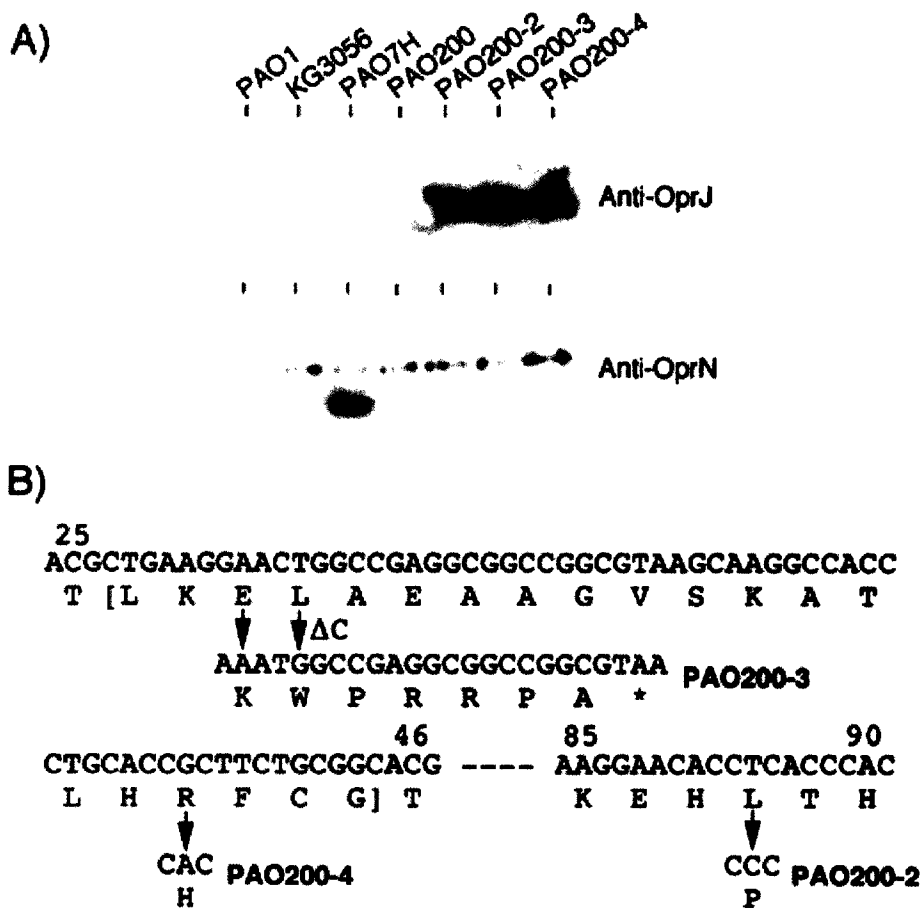 A)
PAO1 KG3056 PAO7H PAO200 PAO200-2 PAO200-3 PAO200-4
Anti-OprJ
Anti-OprN
B)
25
ACGCTGAAGGAACTGGCCGAGGCGGCCGGCGTAAGCAAGGCCACC
T [L K E L A E A A G V S K A T
ΔC
AAATGGCCGAGGCGGCCGGCGTAA PAO200-3
K W P R R P A *
46 85 90
CTGCACCGCTTCTGCGGCACG ---- AAGGAACACCTCACCCAC
L H R F C G] T K E H L T H
CAC PAO200-4 CCC PAO200-2
H P